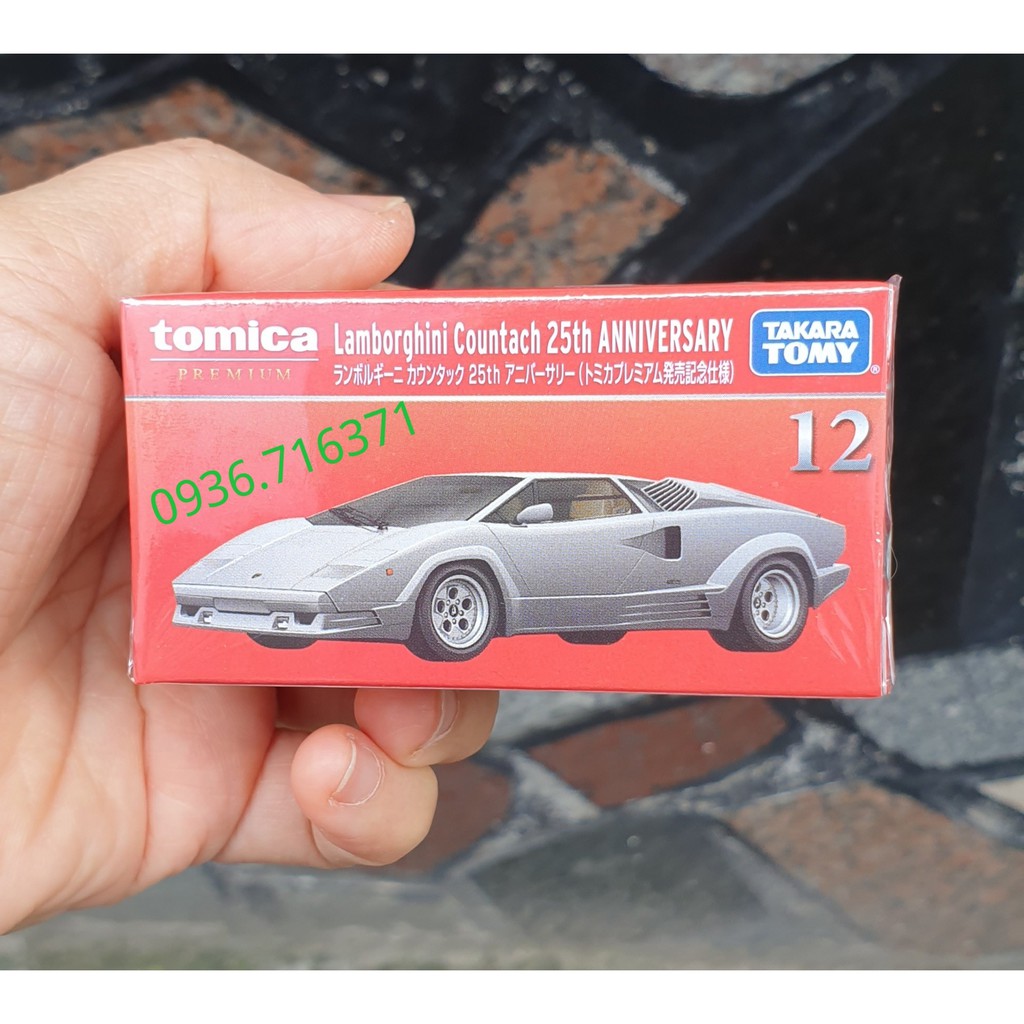 tomica
PREMIUM
Lamborghini Countach 25th ANNIVERSARY
ランボルギーニ カウンタック 25th アニバーサリー(トミカプレミアム発売記念仕様)
TAKARA
TOMY
®
12
0936.716371